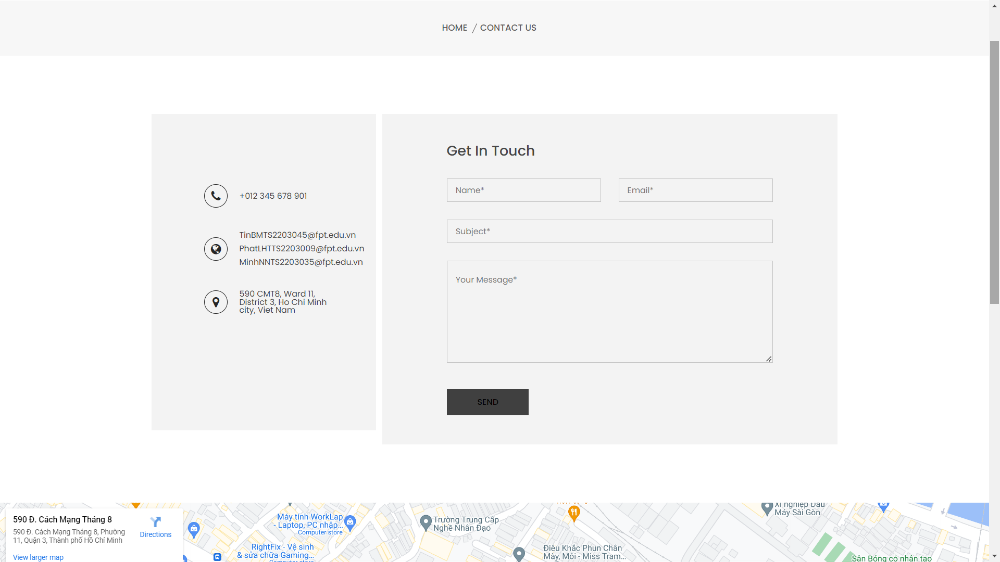 HOME / CONTACT US
Get In Touch
Name*
Email*
Subject*
Your Message*
SEND
+012 345 678 901
TinBMTS2203045@fpt.edu.vn
PhatLHTTS2203009@fpt.edu.vn
MinhNNTS2203035@fpt.edu.vn
590 CMT8, Ward 11,
District 3, Ho Chi Minh
city, Viet Nam
590 Đ. Cách Mạng Tháng 8
590 Đ. Cách Mạng Tháng 8, Phường
11, Quận 3, Thành phố Hồ Chí Minh
Directions
View larger map
Máy tính WorkLap
- Laptop, PC nhập...
Computer store
RightFix - Vệ sinh
& sửa chữa Gaming...
Computer store
Trường Trung Cấp
Nghề Nhân Đạo
Điêu Khắc Phun Chân
Mày, Môi - Miss Tram...
Xí nghiệp Đầu
Máy Sài Gòn
Sân Bóng cỏ nhân tạo